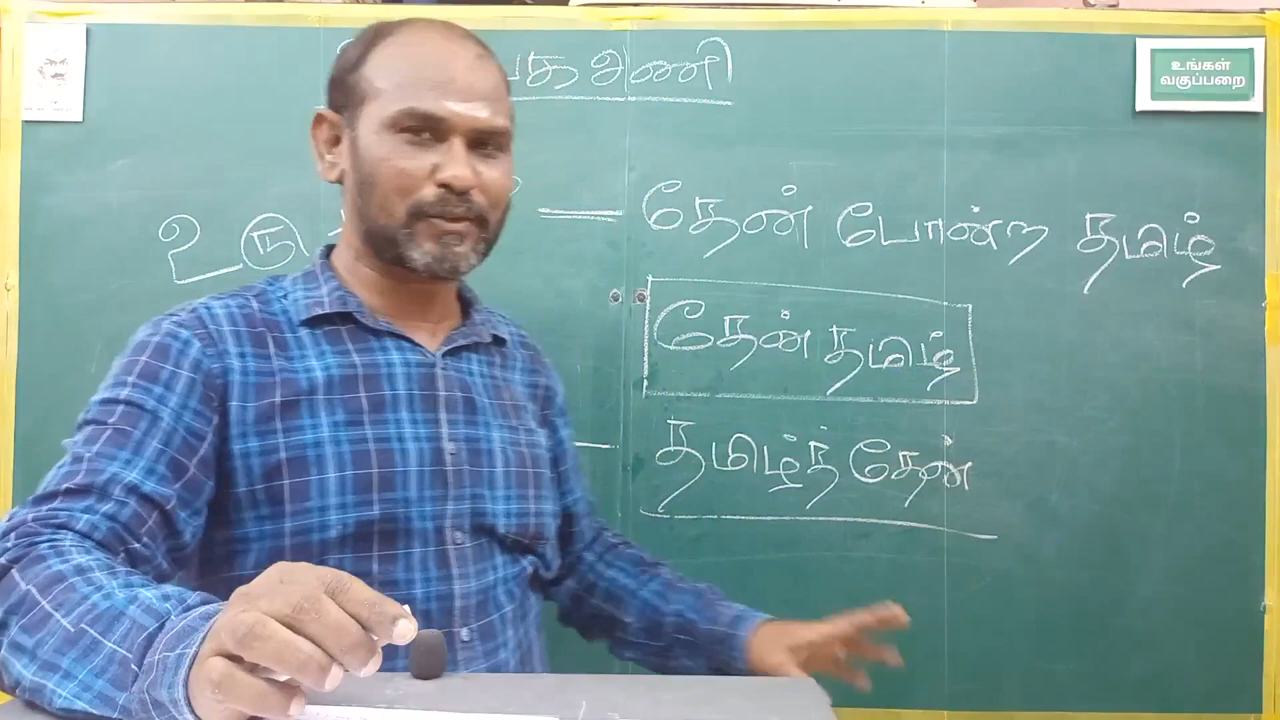 அணி
உங்கள்
வகுப்பறை
தேன் போன்ற தமிழ்
தேன் தமிழ்
தமிழ்ந் தேன்